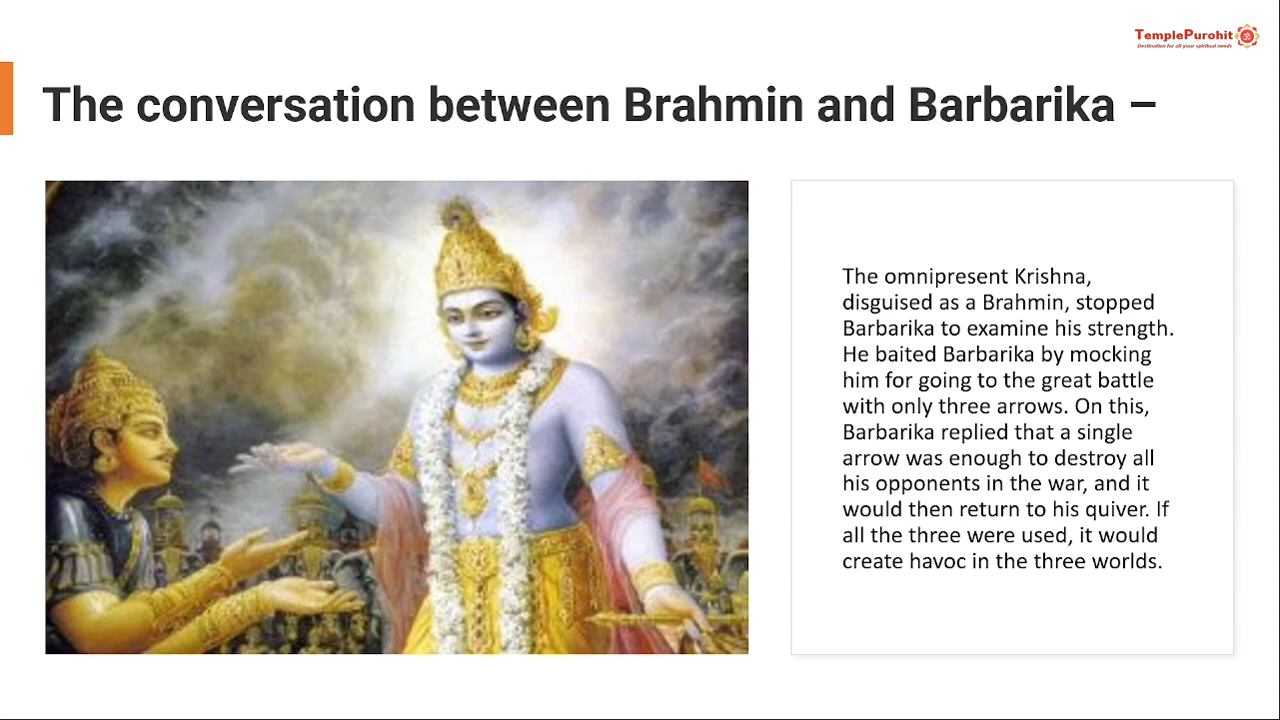 TemplePurohit
Destination for all your spiritual needs
The conversation between Brahmin and Barbarika –
The omnipresent Krishna,
disguised as a Brahmin, stopped
Barbarika to examine his strength.
He baited Barbarika by mocking
him for going to the great battle
with only three arrows. On this,
Barbarika replied that a single
arrow was enough to destroy all
his opponents in the war, and it
would then return to his quiver. If
all the three were used, it would
create havoc in the three worlds.